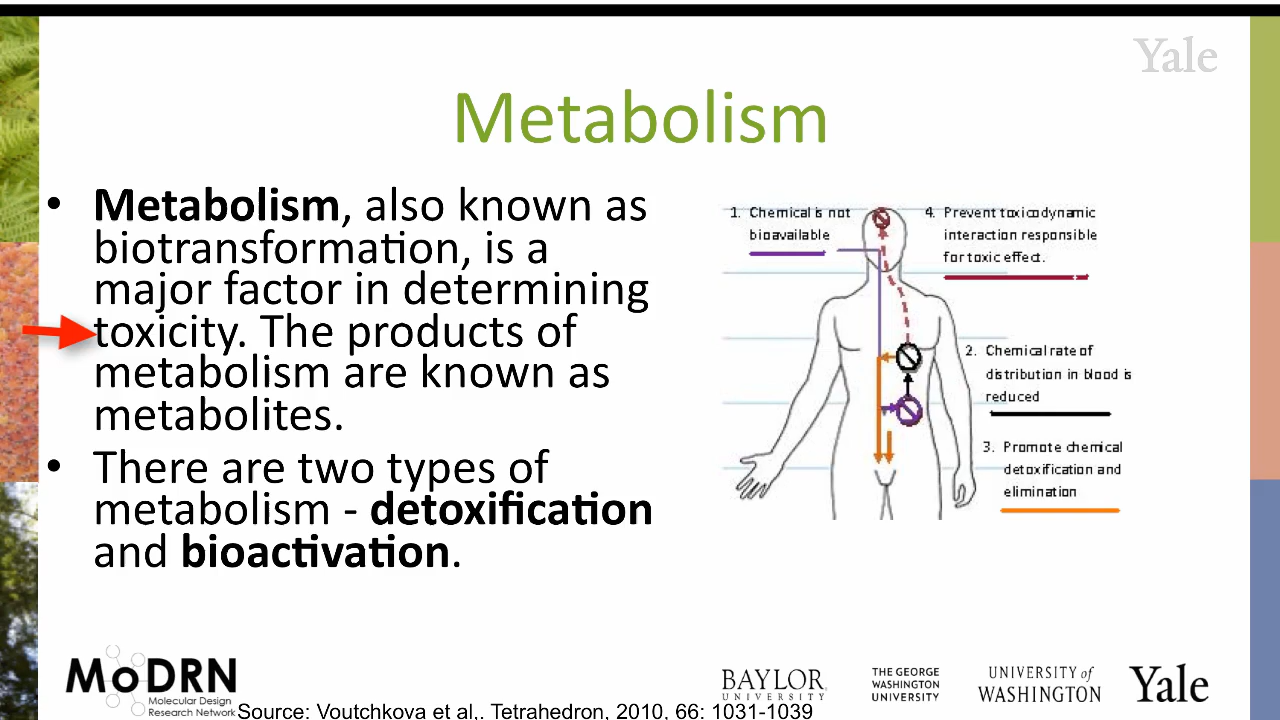 Yale
Metabolism
• Metabolism, also known as
biotransformation, is a
major factor in determining
toxicity. The products of
metabolism are known as
metabolites.
• There are two types of
metabolism - detoxification
and bioactivation.
1. Chemical is not
bioavailable
4. Prevent toxicodynamic
interaction responsible
for toxic effect.
2. Chemical rate of
distribution in blood is
reduced
3. Promote chemical
detoxification and
elimination
MoDRN
Molecular Design
Research Network
BAYLOR
UNIVERSITY
THE GEORGE
WASHINGTON
UNIVERSITY
UNIVERSITY of
WASHINGTON
Yale
Source: Voutchkova et al,. Tetrahedron, 2010, 66: 1031-1039